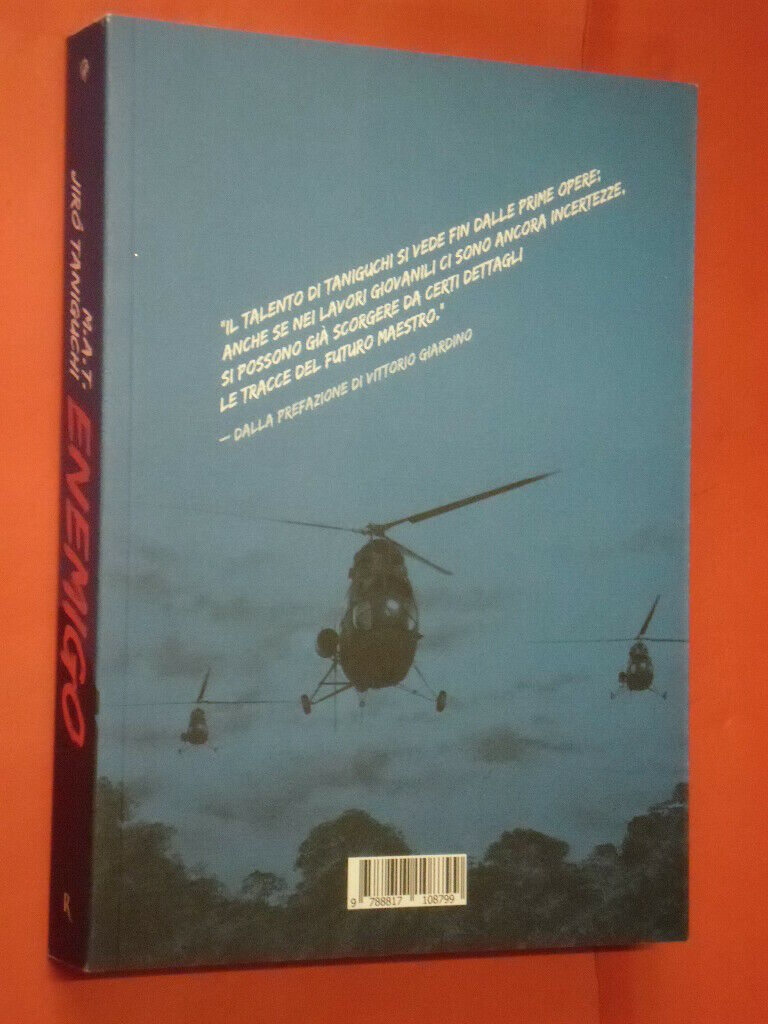 JIRŌ TANIGUCHI
M.A.T.
ENEMIGO
R
"IL TALENTO DI TANIGUCHI SI VEDE FIN DALLE PRIME OPERE;
ANCHE SE NEI LAVORI GIOVANILI CI SONO ANCORA INCERTEZZE,
SI POSSONO GIÀ SCORGERE DA CERTI DETTAGLI
LE TRACCE DEL FUTURO MAESTRO."
— DALLA PREFAZIONE DI VITTORIO GIARDINO
9 788817 108799